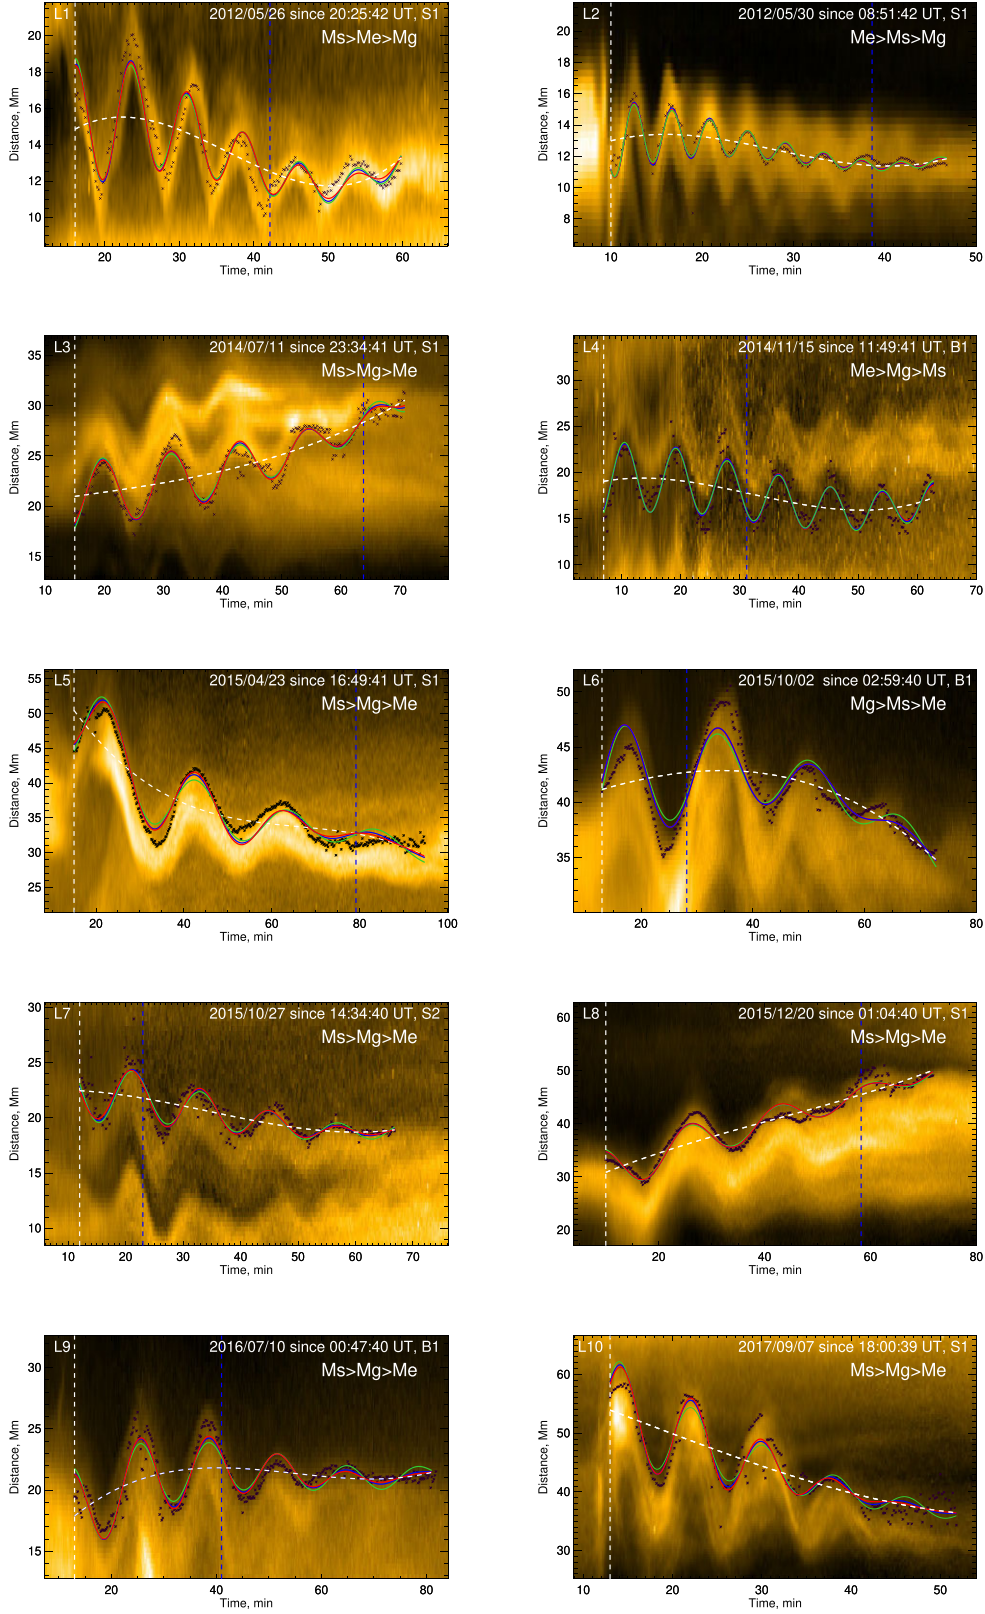 L1 2012/05/26 since 20:25:42 UT, S1
Ms>Me>Mg
Distance, Mm
20
18
16
14
12
10
20 30 40 50 60
Time, min
L2 2012/05/30 since 08:51:42 UT, S1
Me>Ms>Mg
Distance, Mm
20
18
16
14
12
10
8
10 20 30 40 50
Time, min
L3 2014/07/11 since 23:34:41 UT, S1
Ms>Mg>Me
Distance, Mm
35
30
25
20
15
10 20 30 40 50 60 70
Time, min
L4 2014/11/15 since 11:49:41 UT, B1
Me>Mg>Ms
Distance, Mm
30
25
20
15
10
10 20 30 40 50 60 70
Time, min
L5 2015/04/23 since 16:49:41 UT, S1
Ms>Mg>Me
Distance, Mm
55
50
45
40
35
30
25
20 40 60 80 100
Time, min
L6 2015/10/02 since 02:59:40 UT, B1
Mg>Ms>Me
Distance, Mm
50
45
40
35
20 40 60 80
Time, min
L7 2015/10/27 since 14:34:40 UT, S2
Ms>Mg>Me
Distance, Mm
30
25
20
15
10
10 20 30 40 50 60 70
Time, min
L8 2015/12/20 since 01:04:40 UT, S1
Ms>Mg>Me
Distance, Mm
60
50
40
30
20
20 40 60 80
Time, min
L9 2016/07/10 since 00:47:40 UT, B1
Ms>Mg>Me
Distance, Mm
30
25
20
15
20 40 60 80
Time, min
L10 2017/09/07 since 18:00:39 UT, S1
Ms>Mg>Me
Distance, Mm
60
50
40
30
10 20 30 40 50
Time, min